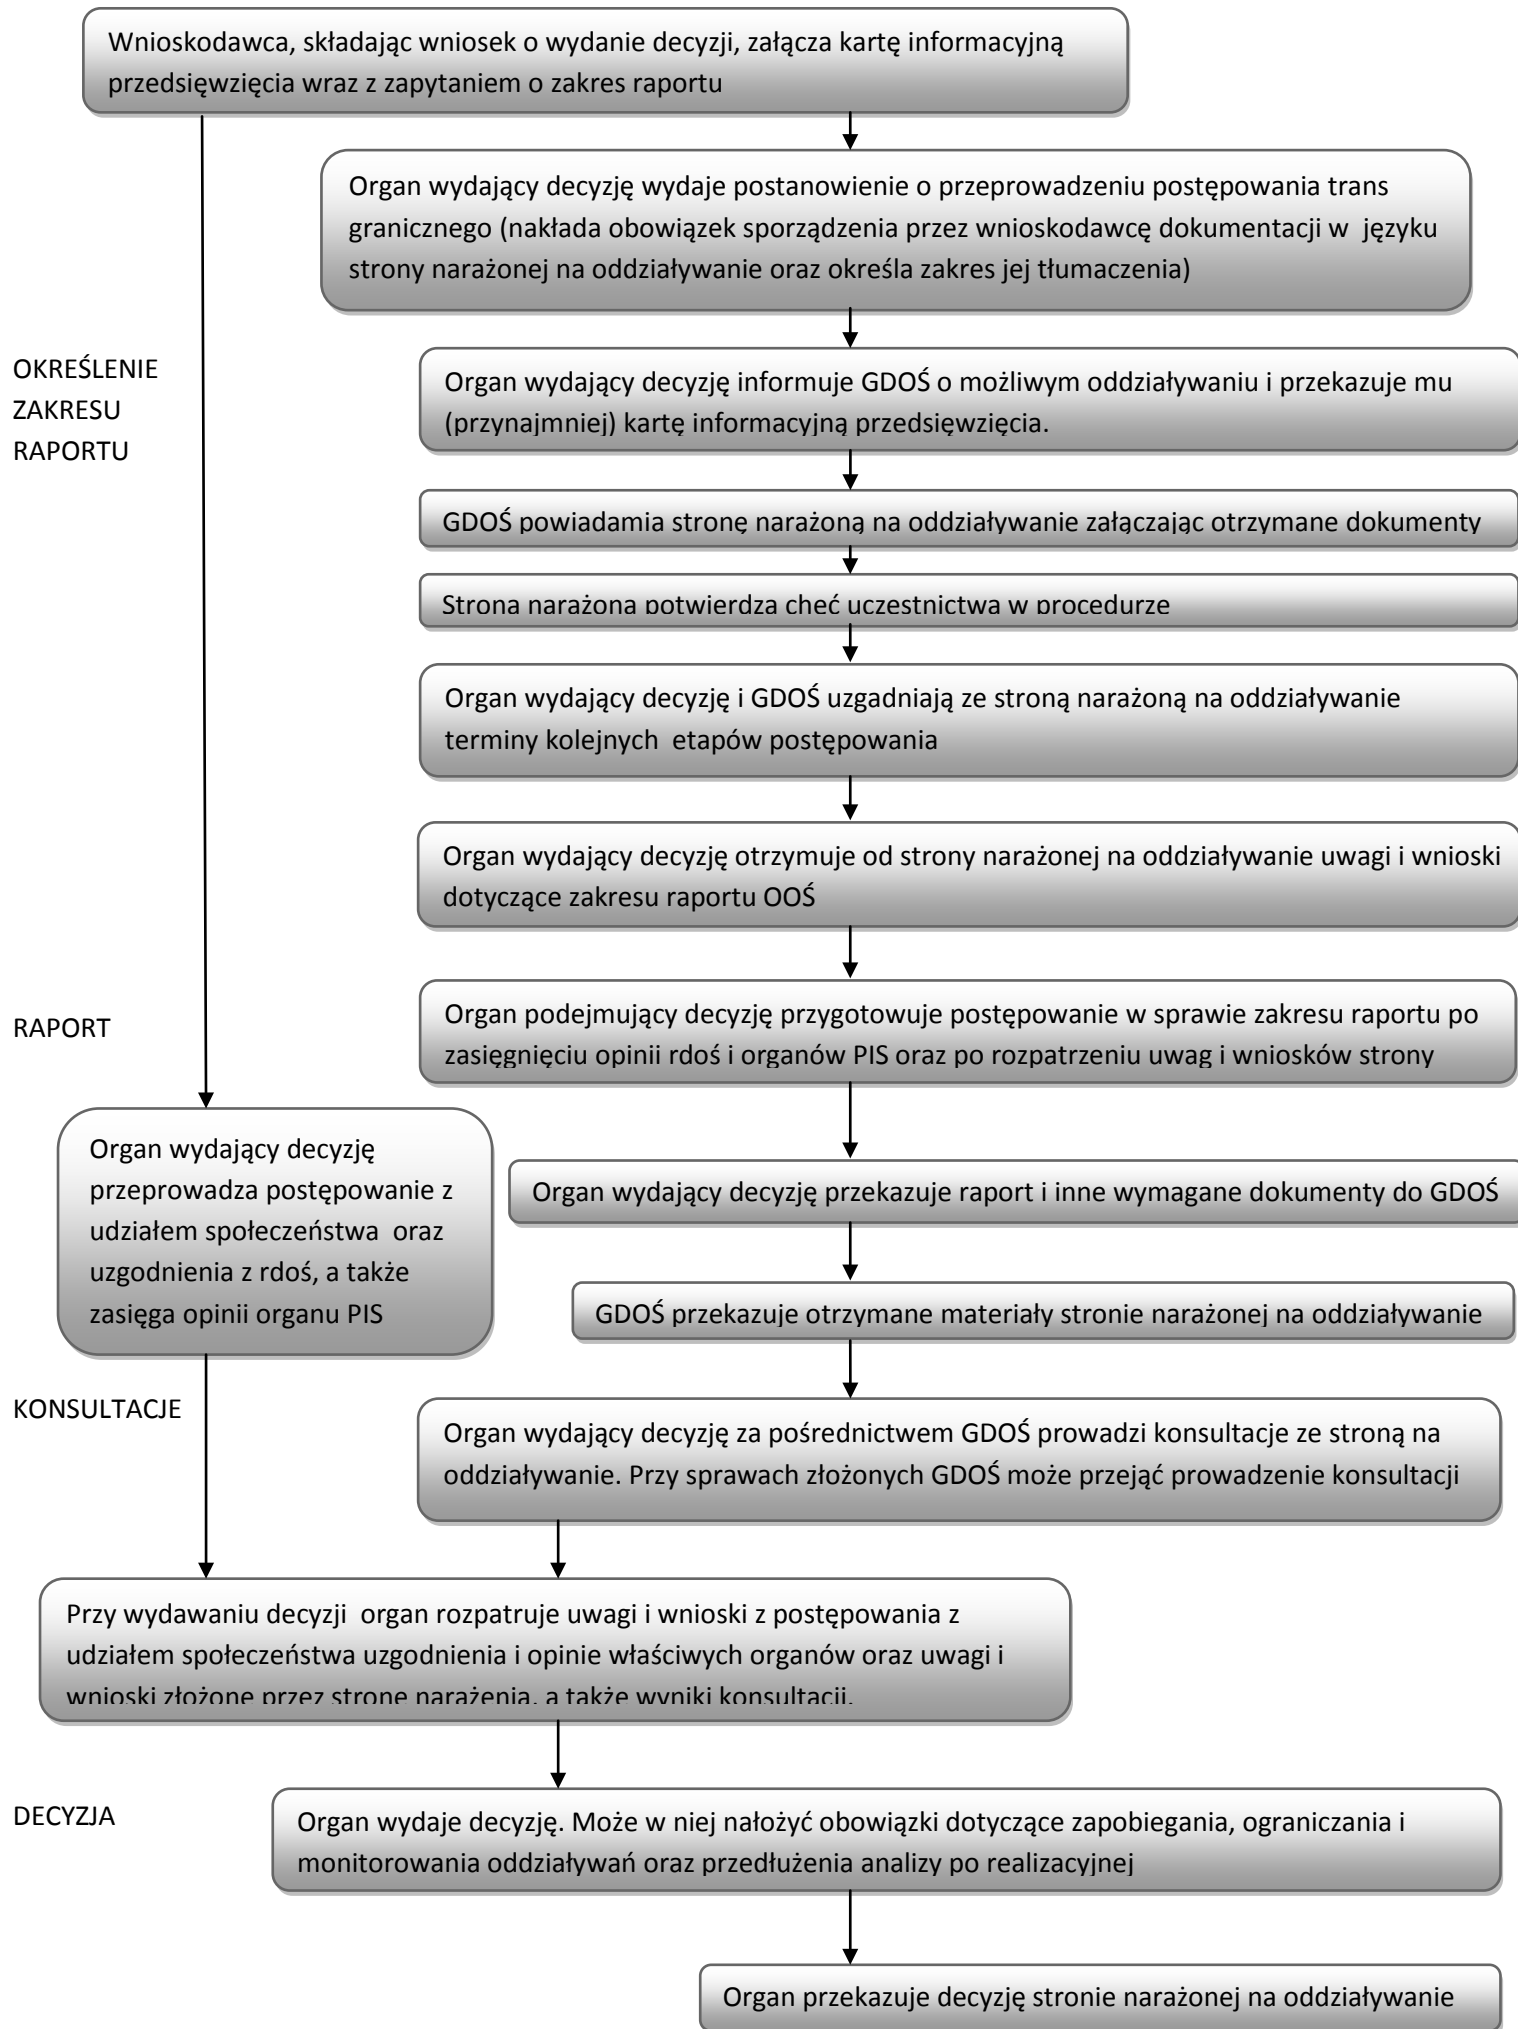 Wnioskodawca, składając wniosek o wydanie decyzji, załącza kartę informacyjną
przedsięwzięcia wraz z zapytaniem o zakres raportu
Organ wydający decyzję wydaje postanowienie o przeprowadzeniu postępowania trans
granicznego (nakłada obowiązek sporządzenia przez wnioskodawcę dokumentacji w języku
strony narażonej na oddziaływanie oraz określa zakres jej tłumaczenia)
OKREŚLENIE
ZAKRESU
RAPORTU
Organ wydający decyzję informuje GDOŚ o możliwym oddziaływaniu i przekazuje mu
(przynajmniej) kartę informacyjną przedsięwzięcia.
GDOŚ powiadamia stronę narażoną na oddziaływanie załączając otrzymane dokumenty
Strona narażona potwierdza chęć uczestnictwa w procedurze
Organ wydający decyzję i GDOŚ uzgadniają ze stroną narażoną na oddziaływanie
terminy kolejnych etapów postępowania
Organ wydający decyzję otrzymuje od strony narażonej na oddziaływanie uwagi i wnioski
dotyczące zakresu raportu OOŚ
RAPORT
Organ podejmujący decyzję przygotowuje postępowanie w sprawie zakresu raportu po
zasięgnięciu opinii rdoś i organów PIS oraz po rozpatrzeniu uwag i wniosków strony
Organ wydający decyzję
przeprowadza postępowanie z
udziałem społeczeństwa oraz
uzgodnienia z rdoś, a także
zasięga opinii organu PIS
Organ wydający decyzję przekazuje raport i inne wymagane dokumenty do GDOŚ
GDOŚ przekazuje otrzymane materiały stronie narażonej na oddziaływanie
KONSULTACJE
Organ wydający decyzję za pośrednictwem GDOŚ prowadzi konsultacje ze stroną na
oddziaływanie. Przy sprawach złożonych GDOŚ może przejąć prowadzenie konsultacji
Przy wydawaniu decyzji organ rozpatruje uwagi i wnioski z postępowania z
udziałem społeczeństwa uzgodnienia i opinie właściwych organów oraz uwagi i
wnioski złożone przez stronę narażenia, a także wyniki konsultacji.
DECYZJA
Organ wydaje decyzję. Może w niej nałożyć obowiązki dotyczące zapobiegania, ograniczania i
monitorowania oddziaływań oraz przedłużenia analizy po realizacyjnej
Organ przekazuje decyzję stronie narażonej na oddziaływanie